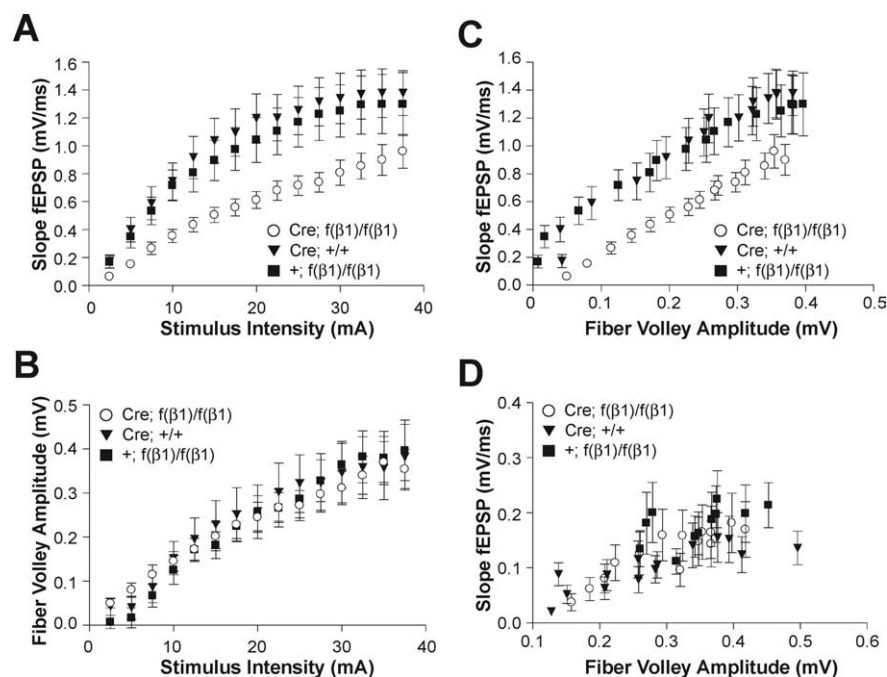 A
Slope fEPSP (mV/ms)
1.6
1.4
1.2
1.0
0.8
0.6
0.4
0.2
0.0
Cre; f(β1)/f(β1)
Cre; +/+
+; f(β1)/f(β1)
0 10 20 30 40
Stimulus Intensity (mA)
C
Slope fEPSP (mV/ms)
1.6
1.4
1.2
1.0
0.8
0.6
0.4
0.2
0.0
Cre; f(β1)/f(β1)
Cre; +/+
+; f(β1)/f(β1)
0 0.1 0.2 0.3 0.4 0.5
Fiber Volley Amplitude (mV)
B
Fiber Volley Amplitude (mV)
0.5
0.4
0.3
0.2
0.1
0.0
Cre; f(β1)/f(β1)
Cre; +/+
+; f(β1)/f(β1)
0 10 20 30 40
Stimulus Intensity (mA)
D
Slope fEPSP (mV/ms)
0.4
0.3
0.2
0.1
0.0
Cre; f(β1)/f(β1)
Cre; +/+
+; f(β1)/f(β1)
0.1 0.2 0.3 0.4 0.5 0.6
Fiber Volley Amplitude (mV)